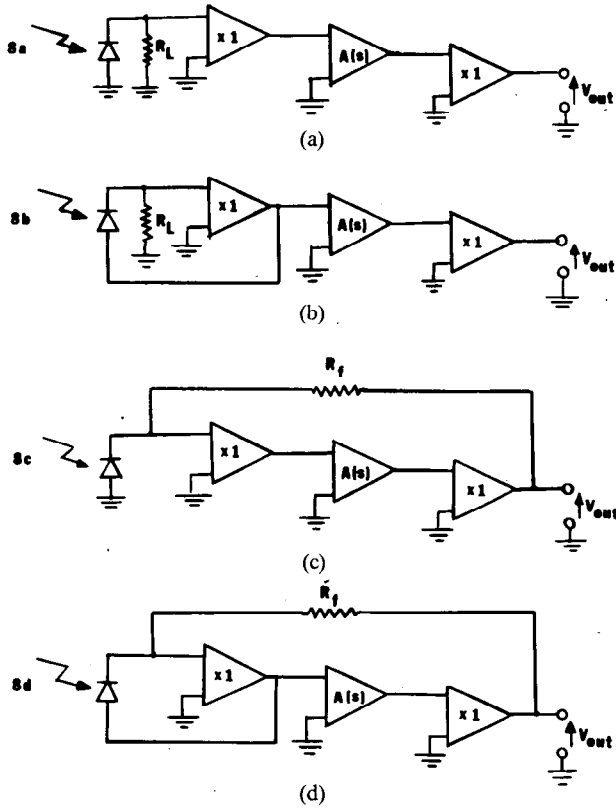 8a
R_L
x 1
A(s)
x 1
V_out
(a)
8b
R_L
x 1
A(s)
x 1
V_out
(b)
R_f
8c
x 1
A(s)
x 1
V_out
(c)
R_f
8d
x 1
A(s)
x 1
V_out
(d)